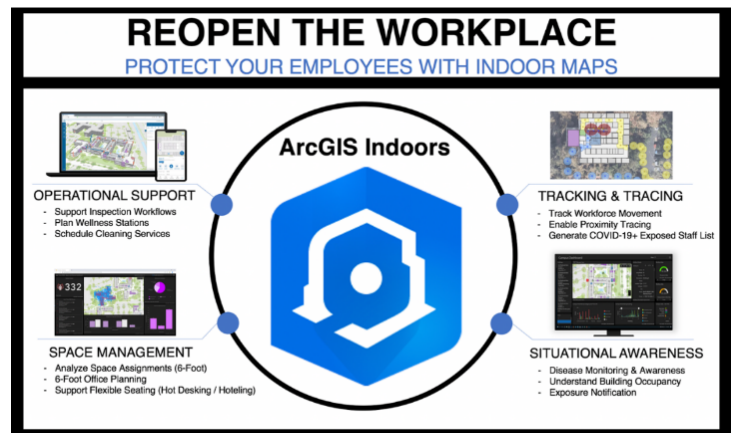 REOPEN THE WORKPLACE
PROTECT YOUR EMPLOYEES WITH INDOOR MAPS
ArcGIS Indoors
OPERATIONAL SUPPORT
- Support Inspection Workflows
- Plan Wellness Stations
- Schedule Cleaning Services
TRACKING & TRACING
- Track Workforce Movement
- Enable Proximity Tracing
- Generate COVID-19+ Exposed Staff List
332
SPACE MANAGEMENT
- Analyze Space Assignments (6-Foot)
- 6-Foot Office Planning
- Support Flexible Seating (Hot Desking / Hoteling)
SITUATIONAL AWARENESS
- Disease Monitoring & Awareness
- Understand Building Occupancy
- Exposure Notification